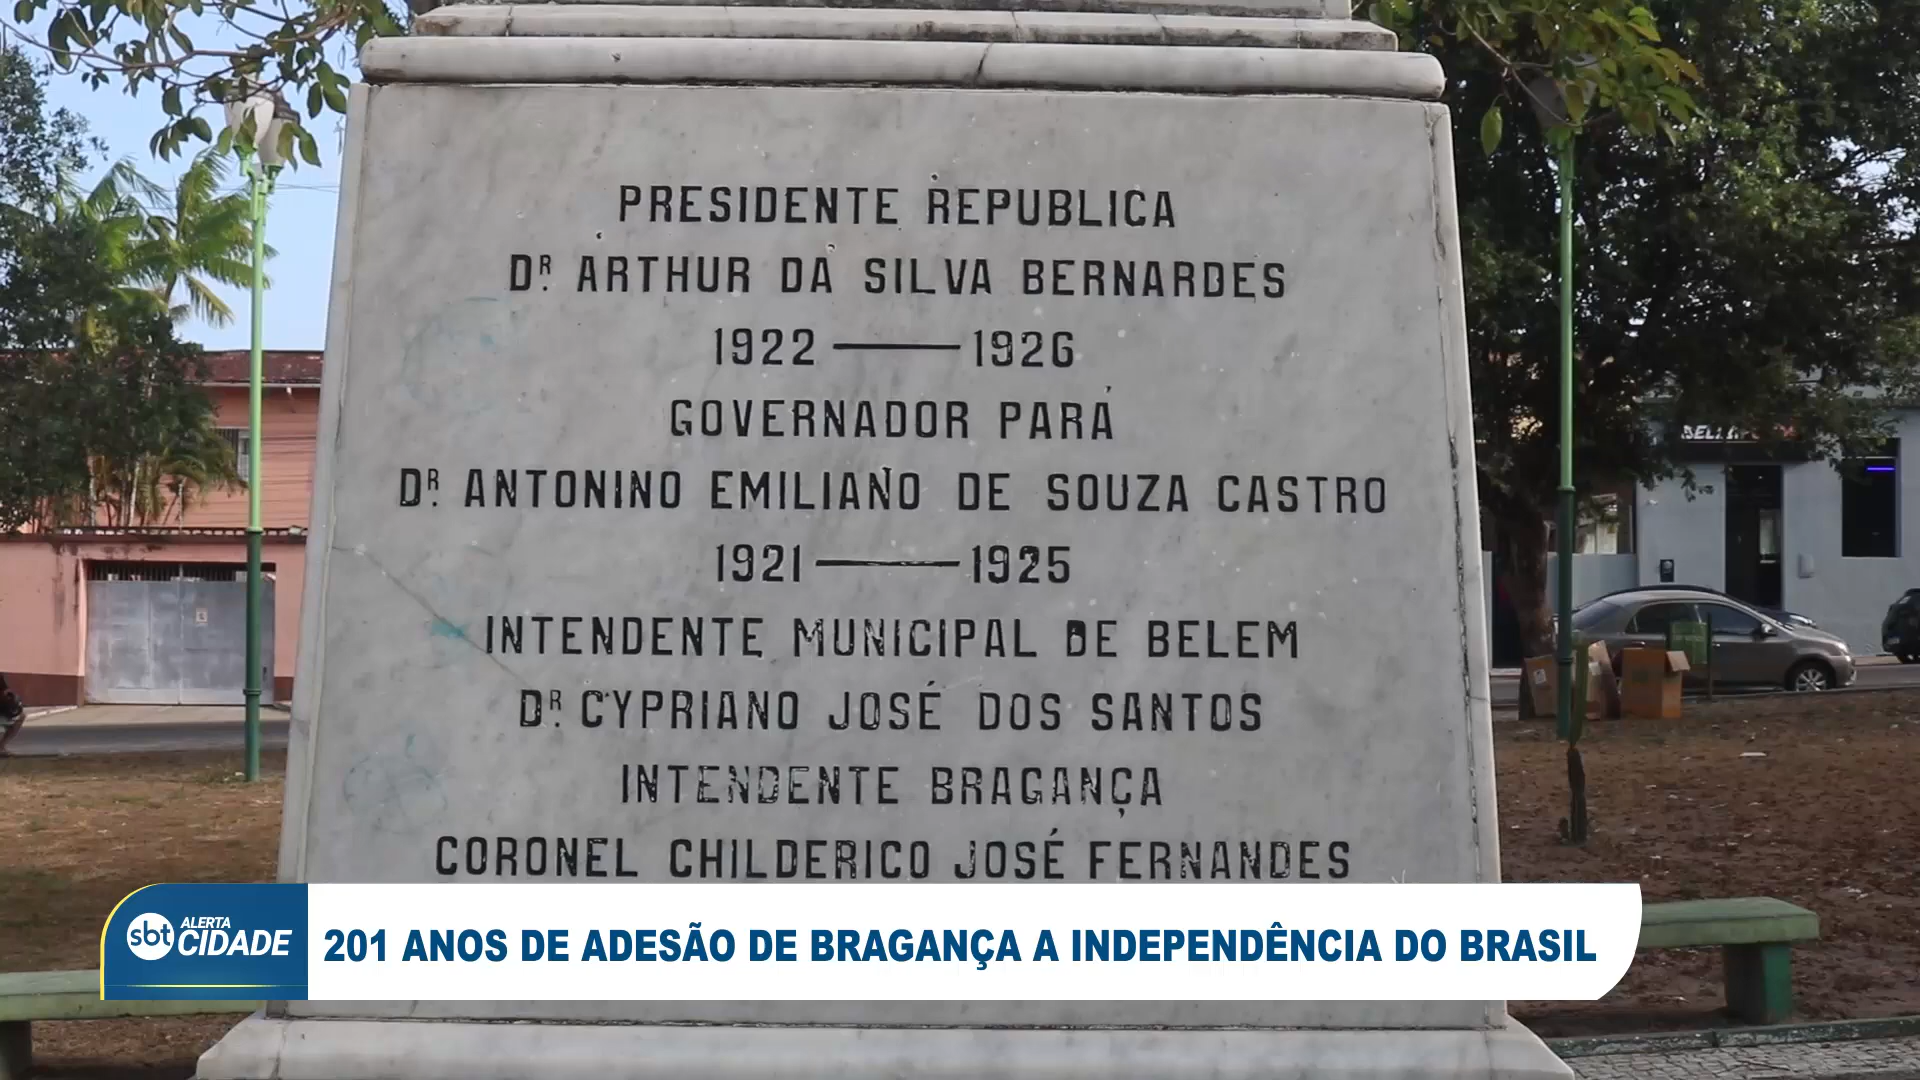 PRESIDENTE REPUBLICA
DR. ARTHUR DA SILVA BERNARDES
1922 — 1926
GOVERNADOR PARÁ
DR. ANTONINO EMILIANO DE SOUZA CASTRO
1921 — 1925
INTENDENTE MUNICIPAL DE BELEM
DR. CYPRIANO JOSÉ DOS SANTOS
INTENDENTE BRAGANÇA
CORONEL CHILDERICO JOSÉ FERNANDES
sbt ALERTA CIDADE
201 ANOS DE ADESÃO DE BRAGANÇA A INDEPENDÊNCIA DO BRASIL